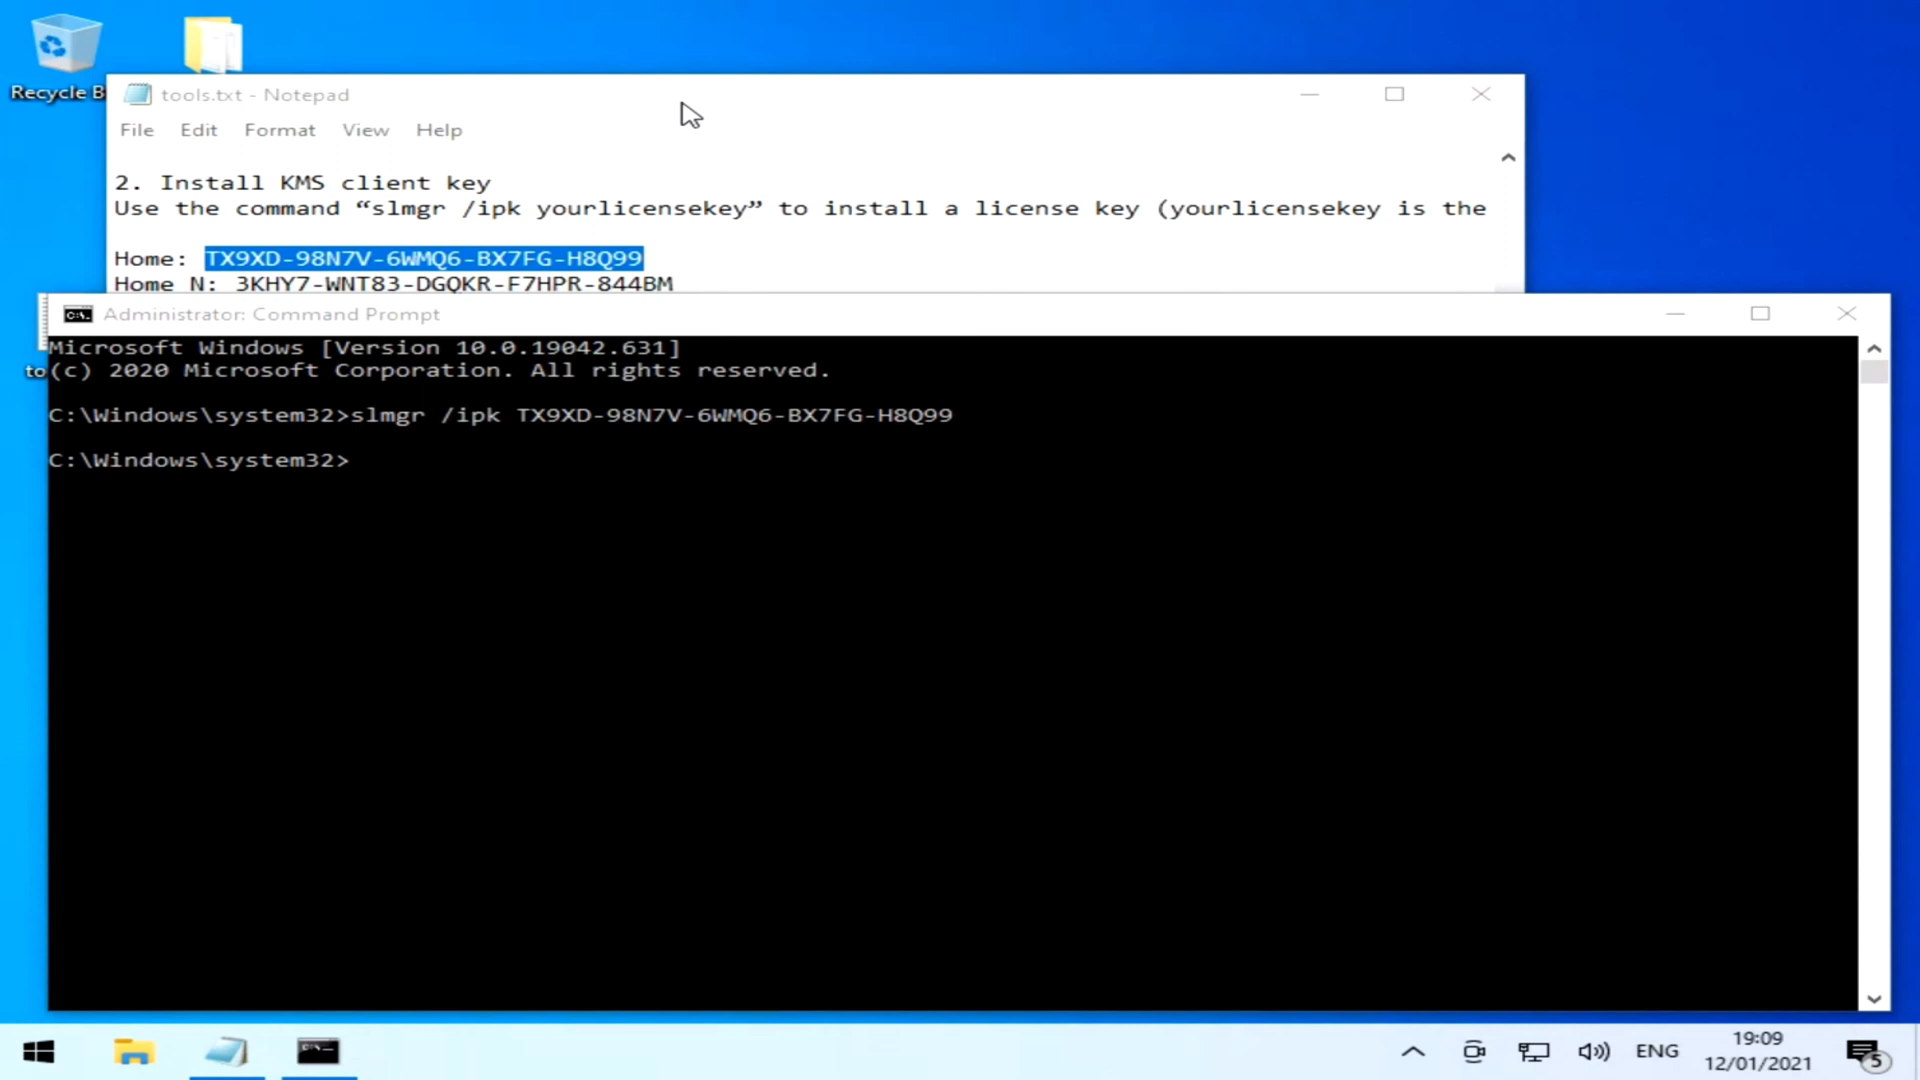 Recycle B
tools.txt - Notepad
File Edit Format View Help
2. Install KMS client key
Use the command “slmgr /ipk yourlicensekey” to install a license key (yourlicensekey is the
Home: TX9XD-98N7V-6WMQ6-BX7FG-H8Q99
Home N: 3KHY7-WNT83-DGQKR-F7HPR-844BM
Administrator: Command Prompt
Microsoft Windows [Version 10.0.19042.631]
to
(c) 2020 Microsoft Corporation. All rights reserved.
C:\Windows\system32>slmgr /ipk TX9XD-98N7V-6WMQ6-BX7FG-H8Q99
C:\Windows\system32>
ENG
19:09
12/01/2021
5